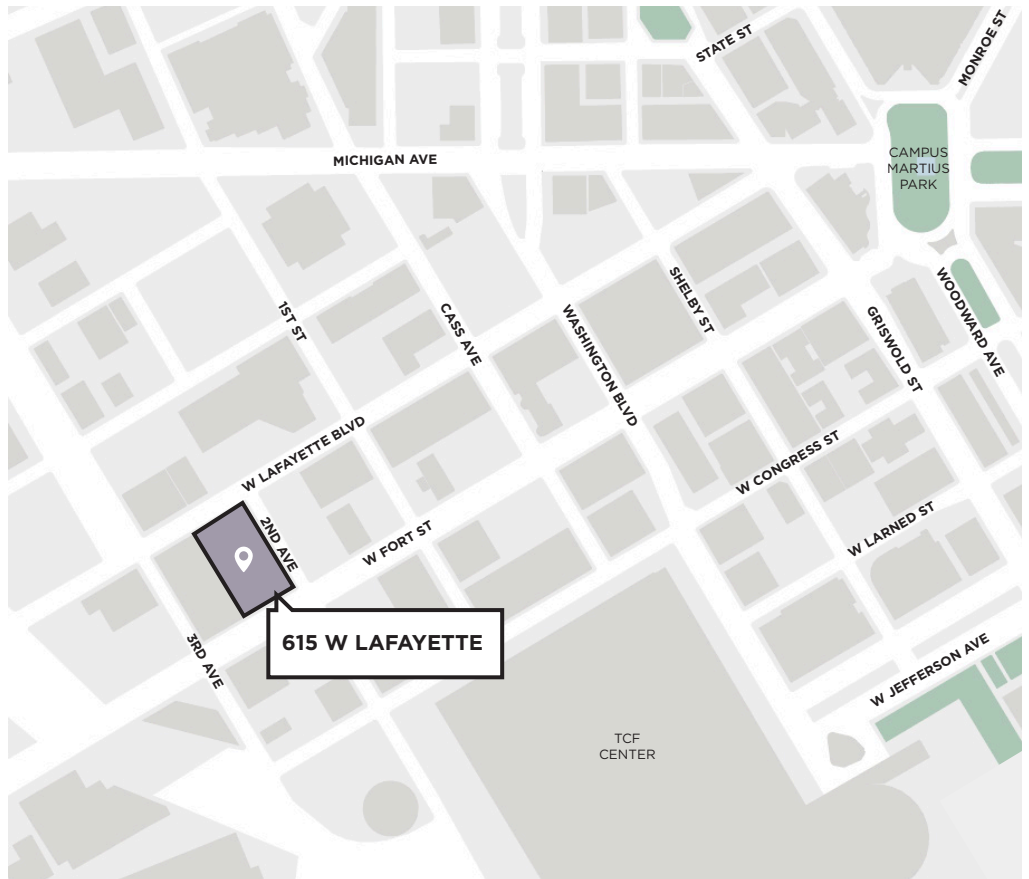 STATE ST
MONROE ST
MICHIGAN AVE
CAMPUS
MARTIUS
PARK
1ST ST
CASS AVE
WASHINGTON BLVD
SHELBY ST
GRISWOLD ST
WOODWARD AVE
W LAFAYETTE BLVD
W CONGRESS ST
2ND AVE
W FORT ST
W LARNED ST
615 W LAFAYETTE
3RD AVE
W JEFFERSON AVE
TCF
CENTER